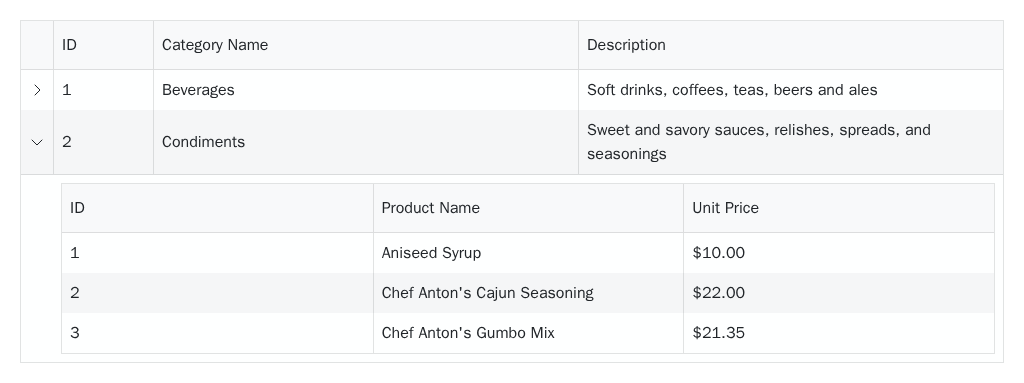 ID Category Name Description
1 Beverages Soft drinks, coffees, teas, beers and ales
2 Condiments Sweet and savory sauces, relishes, spreads, and
seasonings
ID Product Name Unit Price
1 Aniseed Syrup $10.00
2 Chef Anton's Cajun Seasoning $22.00
3 Chef Anton's Gumbo Mix $21.35